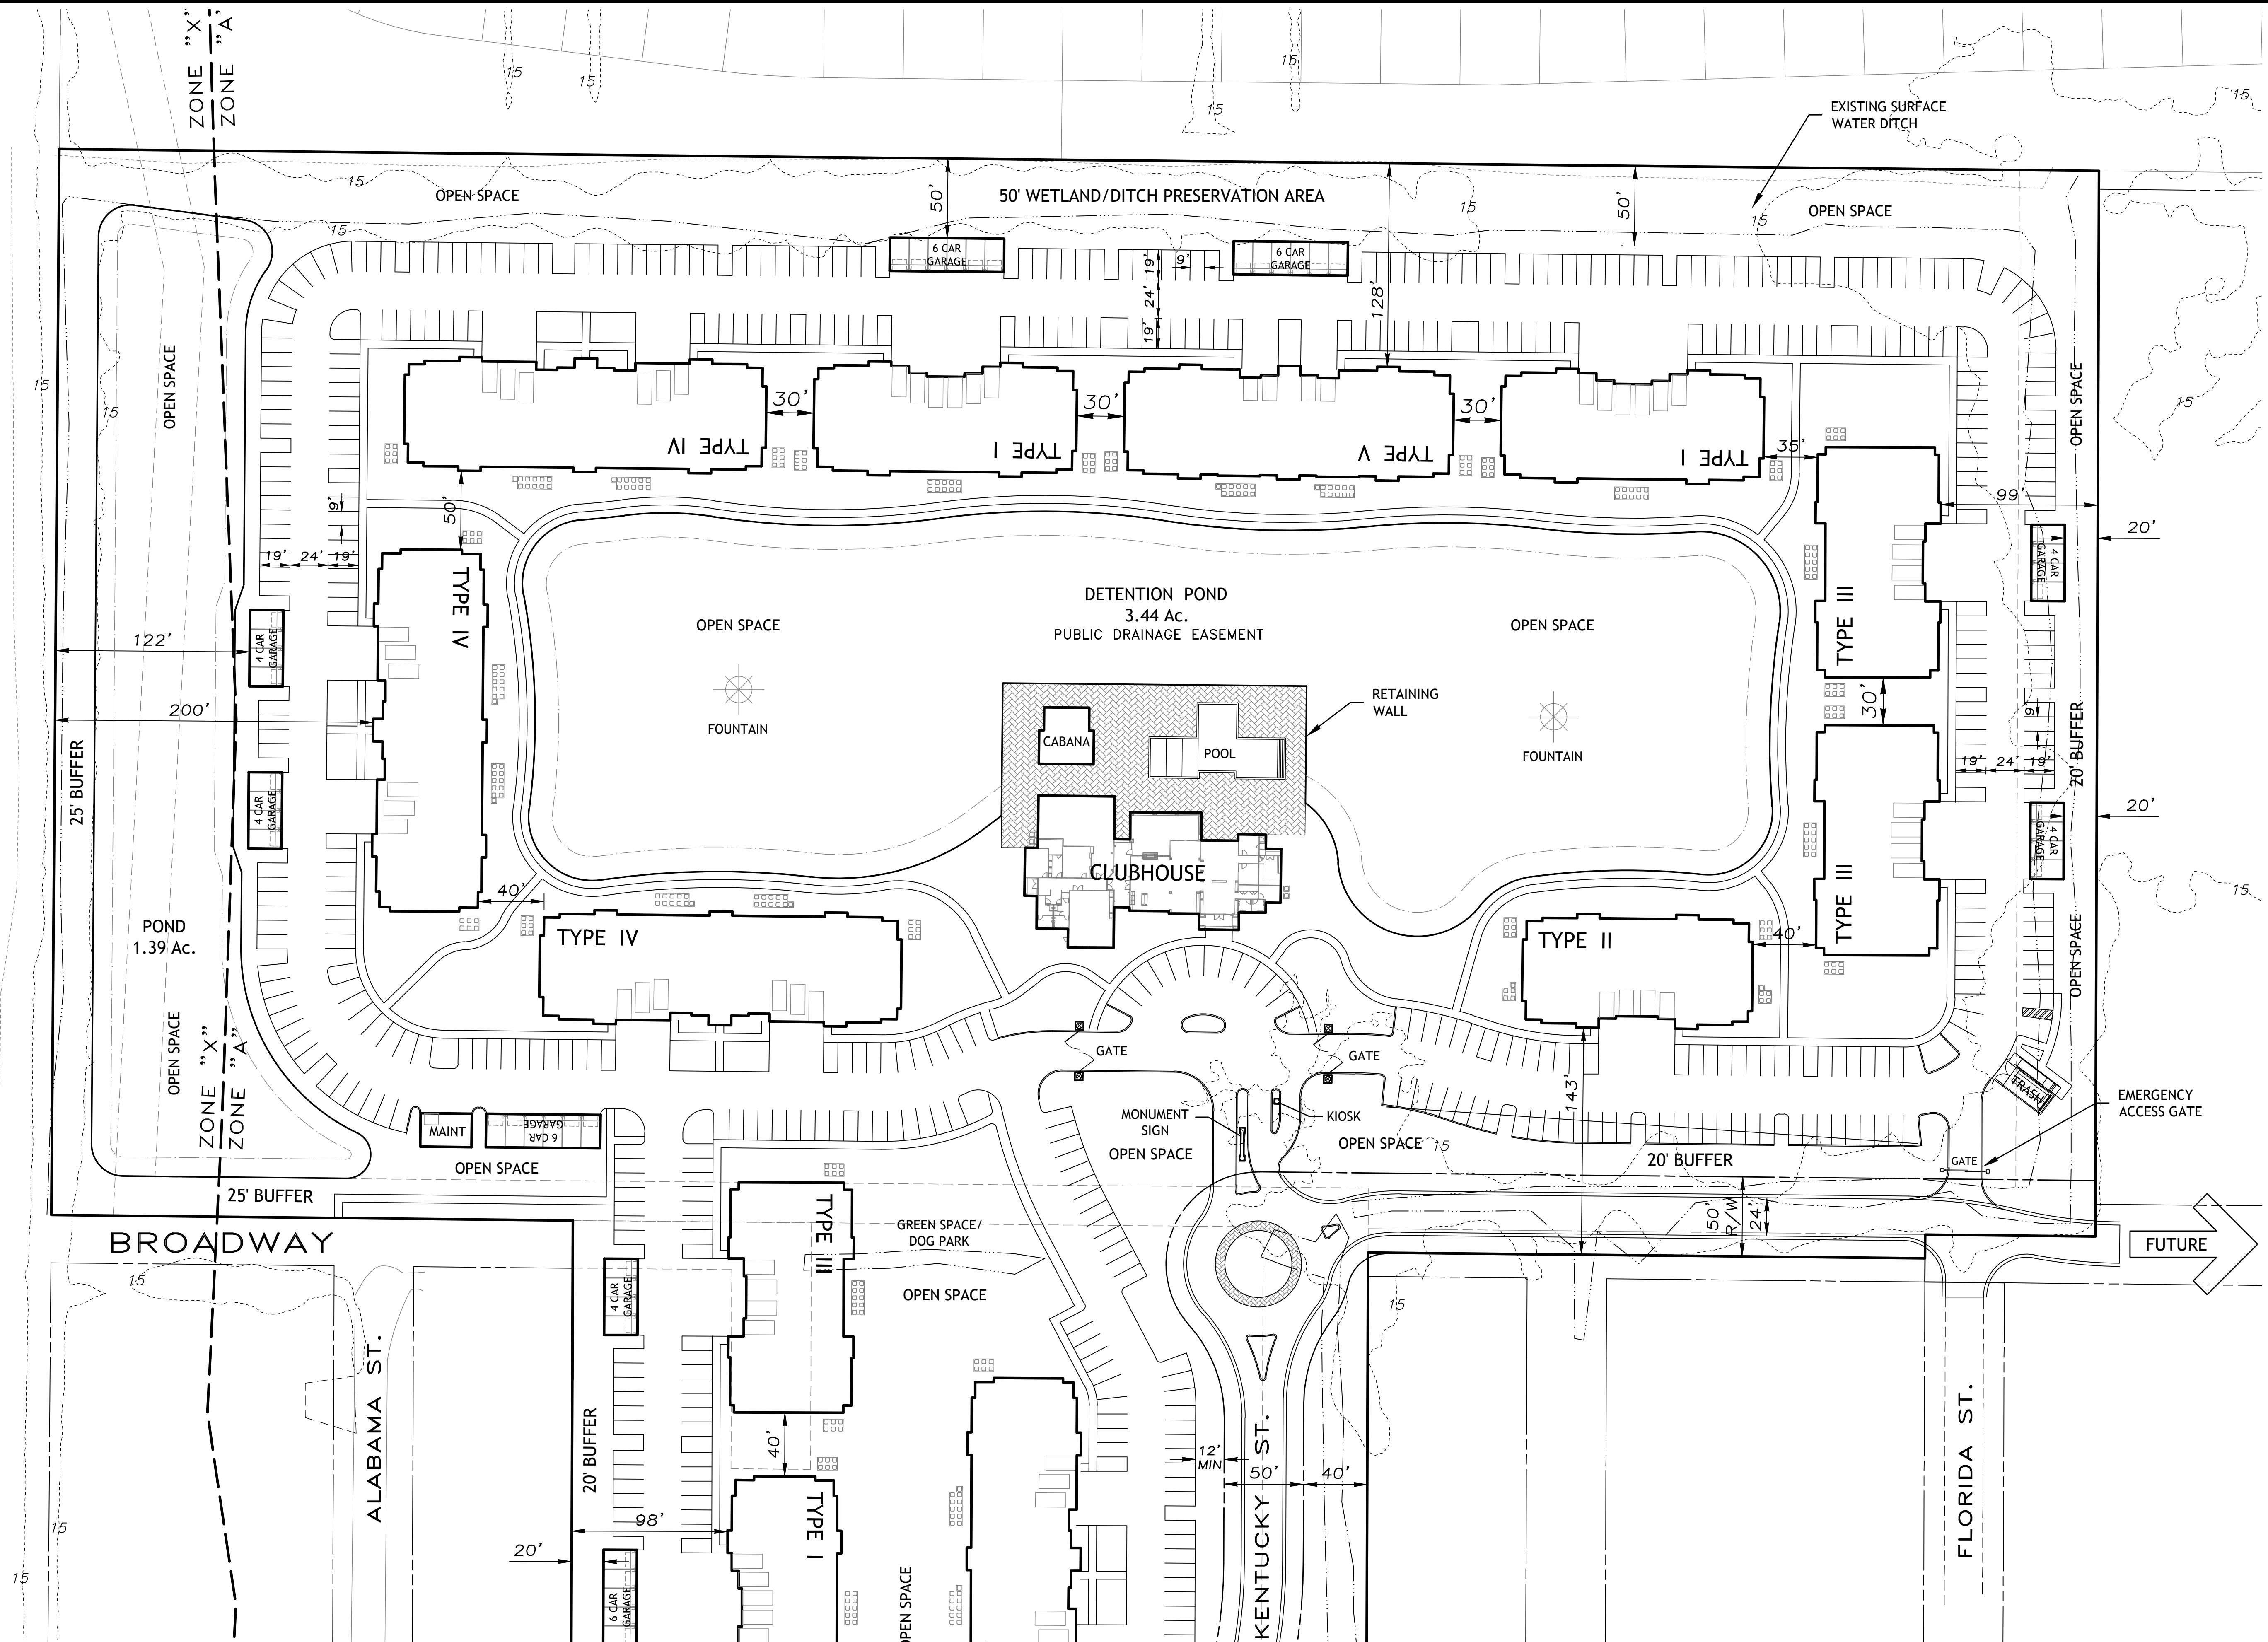 ZONE "X"
ZONE "A"
15
15
15
15
15
EXISTING SURFACE
WATER DITCH
15
OPEN SPACE
50'
50' WETLAND/DITCH PRESERVATION AREA
15
128'
50'
15
OPEN SPACE
15
6 CAR
GARAGE
6 CAR
GARAGE
19'
9'
24'
19'
15
15
15
OPEN SPACE
OPEN SPACE
15
TYPE IV
30'
TYPE I
30'
TYPE V
30'
TYPE I
35'
99'
20'
50'
9'
19'
24'
19'
TYPE IV
4 CAR
GARAGE
122'
200'
25' BUFFER
4 CAR
GARAGE
OPEN SPACE
FOUNTAIN
DETENTION POND
3.44 Ac.
PUBLIC DRAINAGE EASEMENT
OPEN SPACE
FOUNTAIN
RETAINING
WALL
CABANA
POOL
CLUBHOUSE
TYPE III
30'
TYPE III
4 CAR
GARAGE
9'
19'
24'
19'
20' BUFFER
20'
4 CAR
GARAGE
15
OPEN SPACE
POND
1.39 Ac.
40'
TYPE IV
TYPE II
40'
OPEN SPACE
ZONE "X"
ZONE "A"
GATE
GATE
143'
TRASH
EMERGENCY
ACCESS GATE
MAINT
6 CAR
GARAGE
MONUMENT
SIGN
KIOSK
OPEN SPACE
OPEN SPACE
OPEN SPACE
15
20' BUFFER
GATE
25' BUFFER
50'
R/W
24'
BROADWAY
FUTURE
15
TYPE III
GREEN SPACE/
DOG PARK
OPEN SPACE
4 CAR
GARAGE
15
ALABAMA ST.
20' BUFFER
40'
12'
MIN
50'
40'
KENTUCKY ST.
FLORIDA ST.
15
98'
20'
TYPE I
15
6 CAR
GARAGE
OPEN SPACE